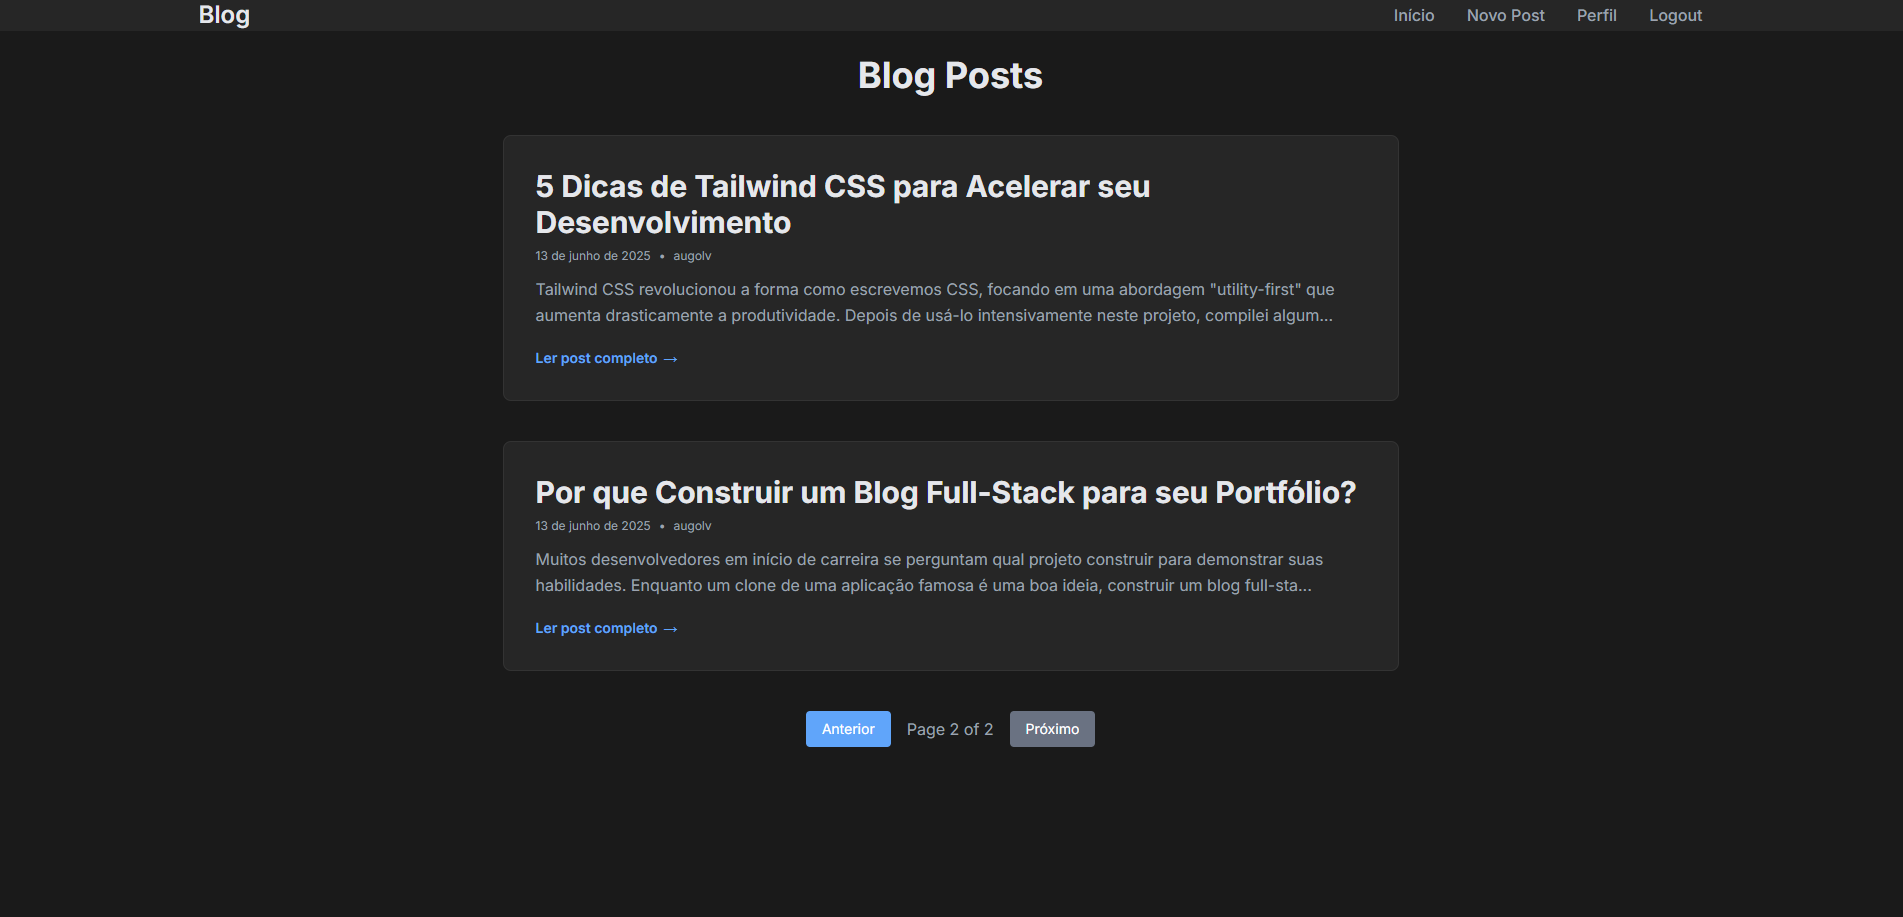 Blog
Início Novo Post Perfil Logout
Blog Posts
5 Dicas de Tailwind CSS para Acelerar seu
Desenvolvimento
13 de junho de 2025 • augolv
Tailwind CSS revolucionou a forma como escrevemos CSS, focando em uma abordagem "utility-first" que
aumenta drasticamente a produtividade. Depois de usá-lo intensivamente neste projeto, compilei algum...
Ler post completo →
Por que Construir um Blog Full-Stack para seu Portfólio?
13 de junho de 2025 • augolv
Muitos desenvolvedores em início de carreira se perguntam qual projeto construir para demonstrar suas
habilidades. Enquanto um clone de uma aplicação famosa é uma boa ideia, construir um blog full-sta...
Ler post completo →
Anterior Page 2 of 2 Próximo